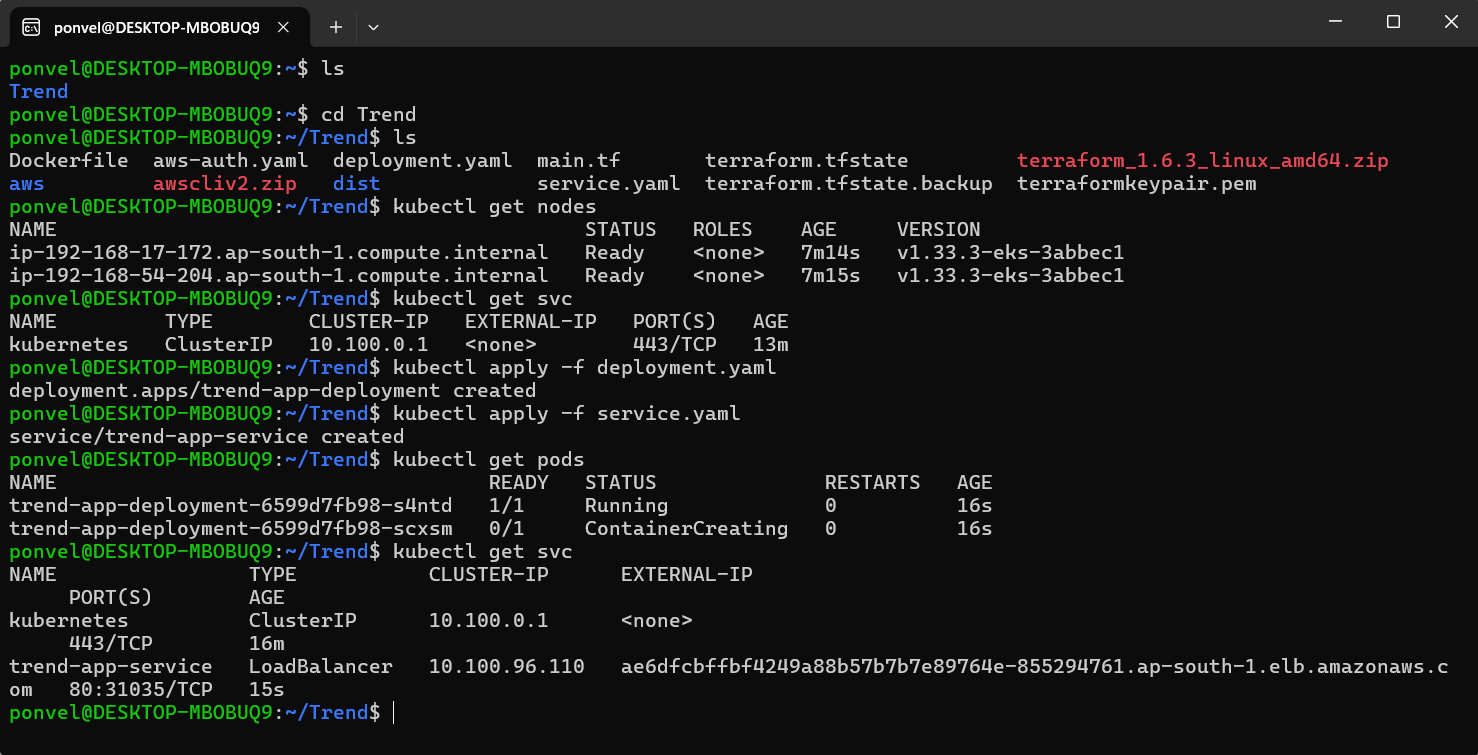 ponvel@DESKTOP-MBOBUQ9
ponvel@DESKTOP-MBOBUQ9:~$ ls
Trend
ponvel@DESKTOP-MBOBUQ9:~$ cd Trend
ponvel@DESKTOP-MBOBUQ9:~/Trend$ ls
Dockerfile  aws-auth.yaml  deployment.yaml  main.tf       terraform.tfstate         terraform_1.6.3_linux_amd64.zip
aws         awscliv2.zip   dist             service.yaml  terraform.tfstate.backup  terraformkeypair.pem
ponvel@DESKTOP-MBOBUQ9:~/Trend$ kubectl get nodes
NAME                                            STATUS   ROLES    AGE     VERSION
ip-192-168-17-172.ap-south-1.compute.internal   Ready    <none>   7m14s   v1.33.3-eks-3abbec1
ip-192-168-54-204.ap-south-1.compute.internal   Ready    <none>   7m15s   v1.33.3-eks-3abbec1
ponvel@DESKTOP-MBOBUQ9:~/Trend$ kubectl get svc
NAME         TYPE        CLUSTER-IP   EXTERNAL-IP   PORT(S)   AGE
kubernetes   ClusterIP   10.100.0.1   <none>        443/TCP   13m
ponvel@DESKTOP-MBOBUQ9:~/Trend$ kubectl apply -f deployment.yaml
deployment.apps/trend-app-deployment created
ponvel@DESKTOP-MBOBUQ9:~/Trend$ kubectl apply -f service.yaml
service/trend-app-service created
ponvel@DESKTOP-MBOBUQ9:~/Trend$ kubectl get pods
NAME                                    READY   STATUS              RESTARTS   AGE
trend-app-deployment-6599d7fb98-s4ntd   1/1     Running             0          16s
trend-app-deployment-6599d7fb98-scxsm   0/1     ContainerCreating   0          16s
ponvel@DESKTOP-MBOBUQ9:~/Trend$ kubectl get svc
NAME                TYPE           CLUSTER-IP      EXTERNAL-IP
     PORT(S)        AGE
kubernetes          ClusterIP      10.100.0.1      <none>
     443/TCP        16m
trend-app-service   LoadBalancer   10.100.96.110   ae6dfcbffbf4249a88b57b7b7e89764e-855294761.ap-south-1.elb.amazonaws.c
om   80:31035/TCP   15s
ponvel@DESKTOP-MBOBUQ9:~/Trend$